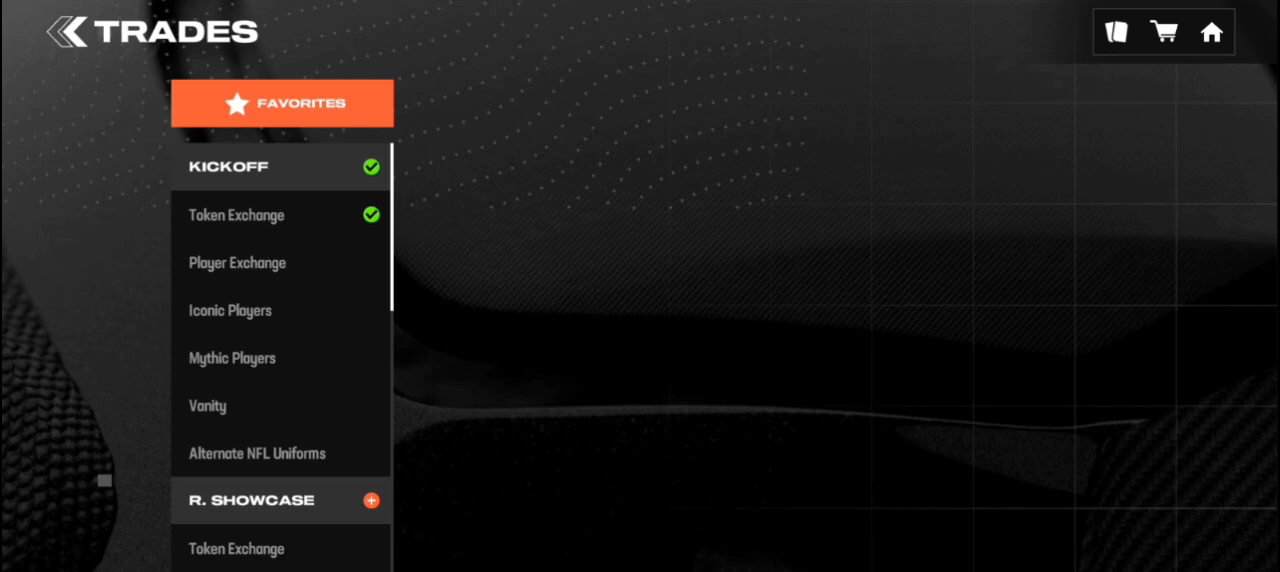 TRADES
FAVORITES
KICKOFF
Token Exchange
Player Exchange
Iconic Players
Mythic Players
Vanity
Alternate NFL Uniforms
R. SHOWCASE
Token Exchange